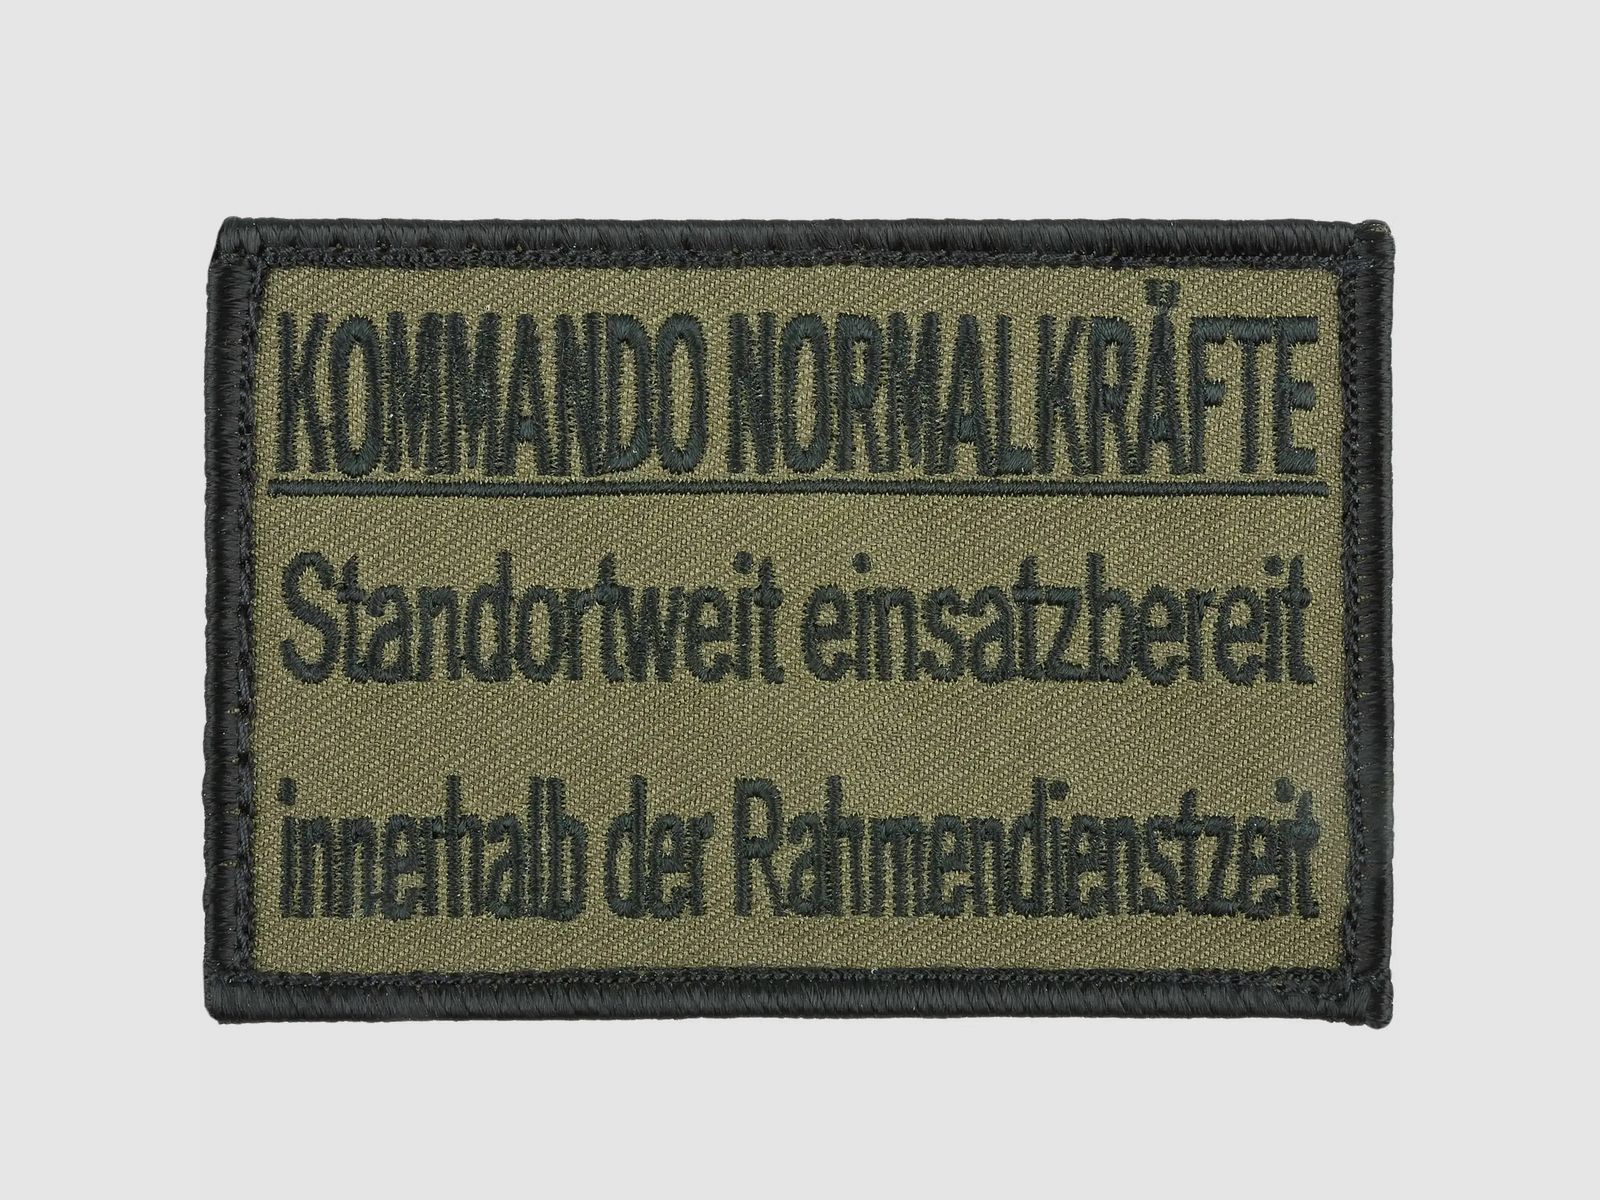 KOMMANDO NORMALKRÄFTE
Standortweit einsatzbereit
innerhalb der Rahmendienstzeit